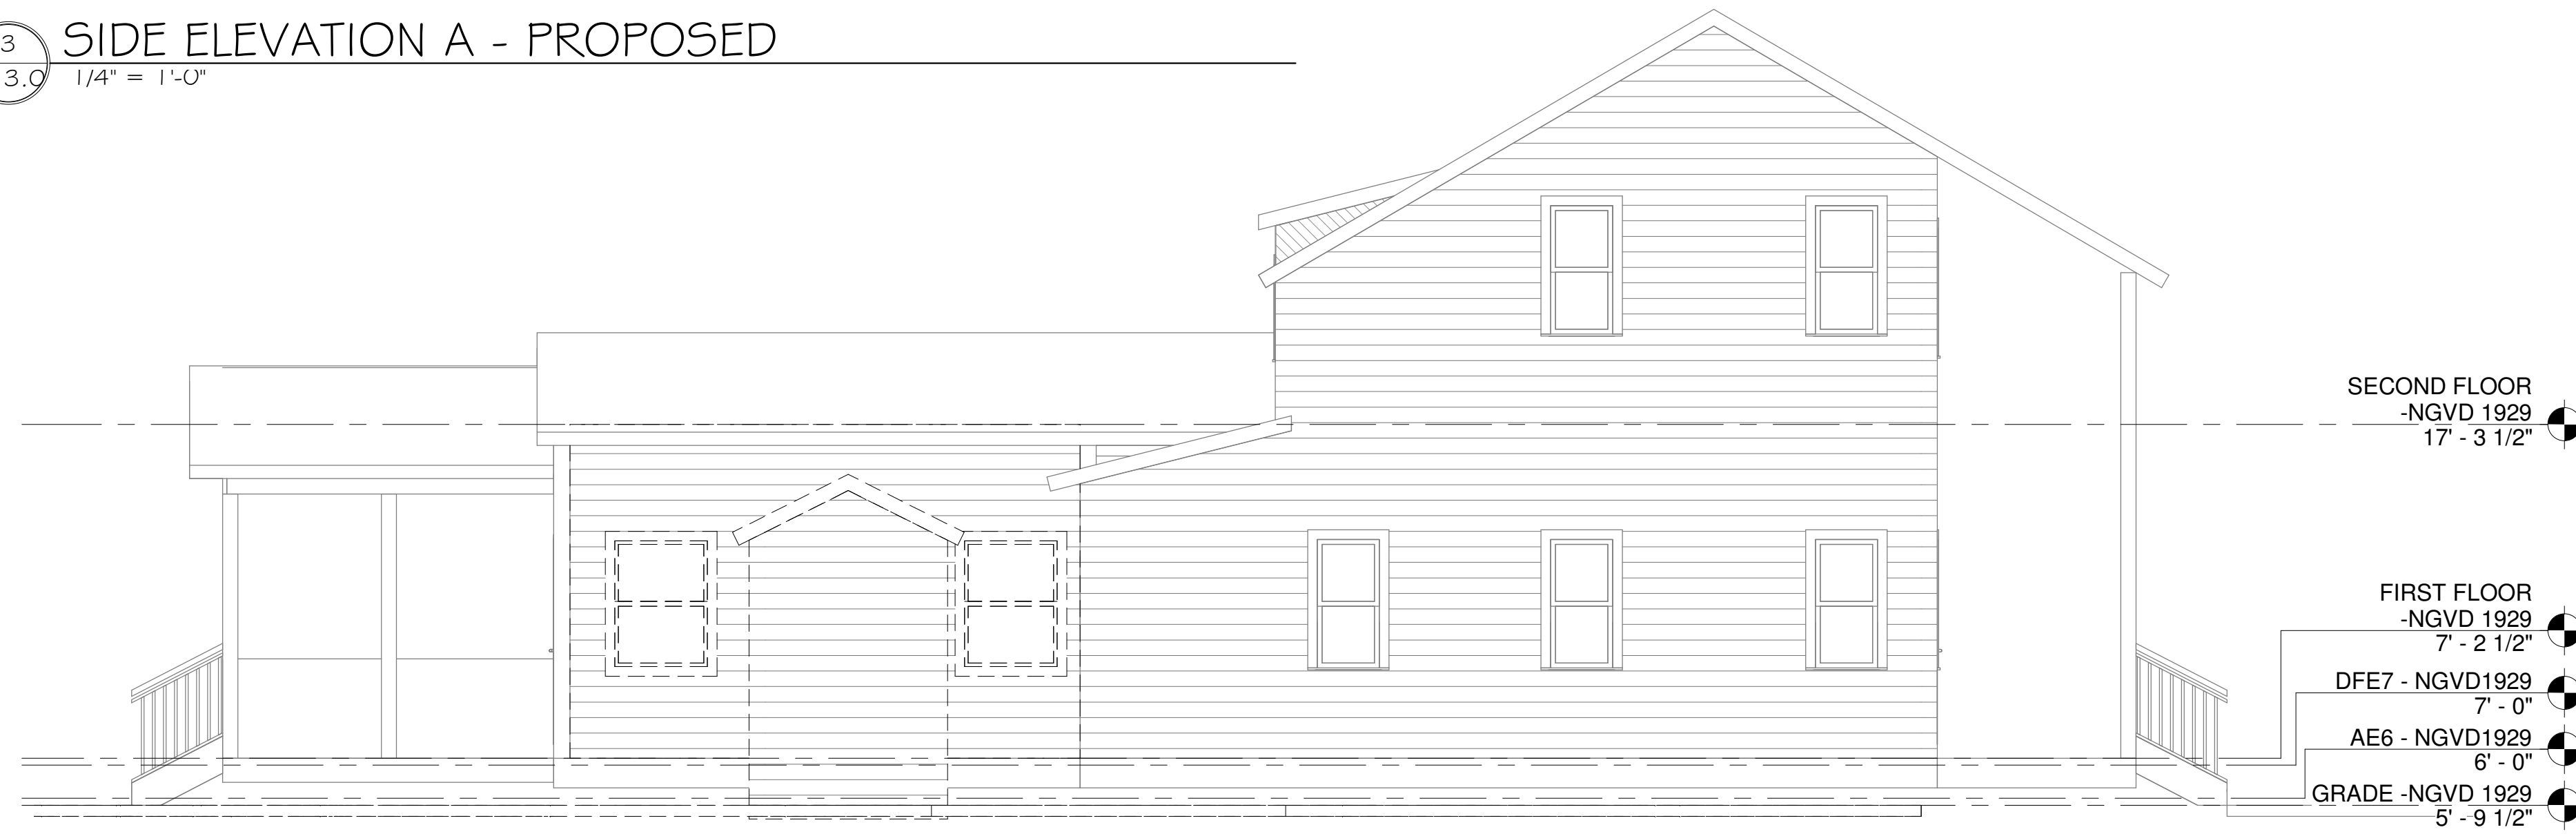 3
SIDE ELEVATION A - PROPOSED
3.0
1/4" = 1'-0"
SECOND FLOOR
-NGVD 1929
17' - 3 1/2"
FIRST FLOOR
-NGVD 1929
7' - 2 1/2"
DFE7 - NGVD1929
7' - 0"
AE6 - NGVD1929
6' - 0"
GRADE -NGVD 1929
5' - 9 1/2"